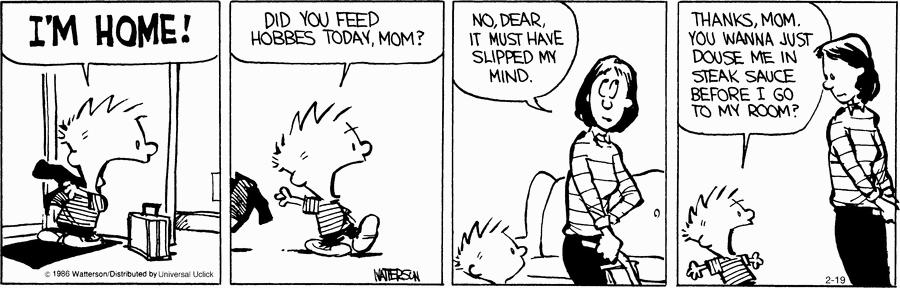 I'M HOME!
DID YOU FEED
HOBBES TODAY, MOM?
NO, DEAR,
IT MUST HAVE
SLIPPED MY
MIND.
THANKS, MOM.
YOU WANNA JUST
DOUSE ME IN
STEAK SAUCE
BEFORE I GO
TO MY ROOM?
© 1986 Watterson/Distributed by Universal Uclick
WATTERSON
2-19